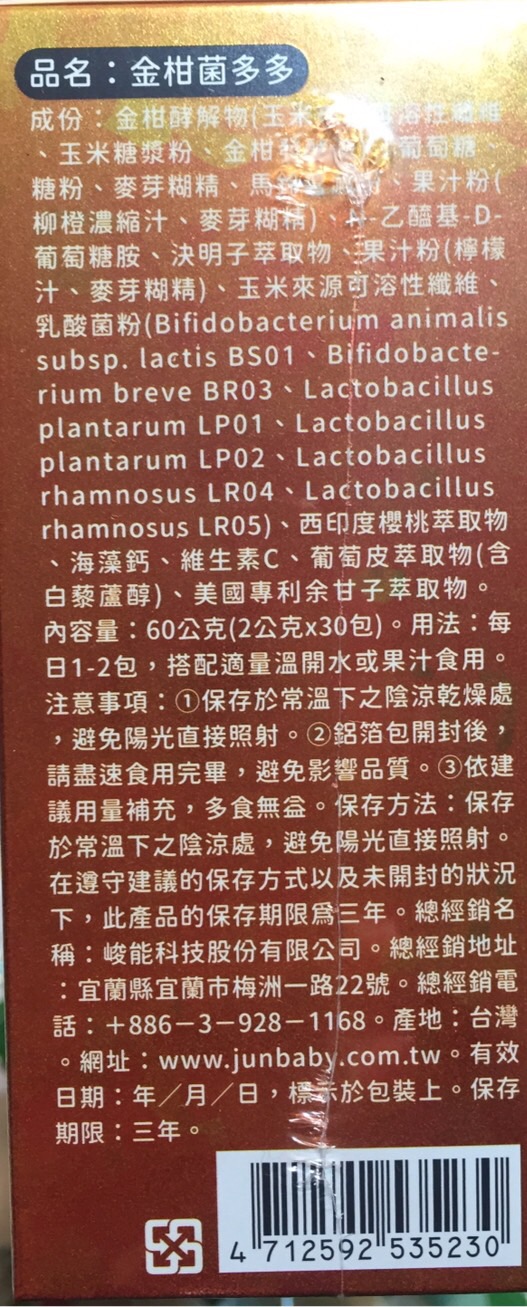 品名：金柑菌多多
成份：金柑酵解物(玉米 可溶性纖維
、玉米糖漿粉、金柑 葡萄糖、
糖粉、麥芽糊精、馬 、果汁粉(
柳橙濃縮汁、麥芽糊精)、 -乙醯基-D-
葡萄糖胺、決明子萃取物、果汁粉(檸檬
汁、麥芽糊精)、玉米來源可溶性纖維、
乳酸菌粉(Bifidobacterium animalis
subsp. lactis BS01、Bifidobacte-
rium breve BR03、Lactobacillus
plantarum LP01、Lactobacillus
plantarum LP02、Lactobacillus
rhamnosus LR04、Lactobacillus
rhamnosus LR05)、西印度櫻桃萃取物
、海藻鈣、維生素C、葡萄皮萃取物(含
白藜蘆醇)、美國專利余甘子萃取物。
內容量：60公克(2公克x30包)。用法：每
日1-2包，搭配適量溫開水或果汁食用。
注意事項：①保存於常溫下之陰涼乾燥處
，避免陽光直接照射。②鋁箔包開封後，
請盡速食用完畢，避免影響品質。③依建
議用量補充，多食無益。保存方法：保存
於常溫下之陰涼處，避免陽光直接照射。
在遵守建議的保存方式以及未開封的狀況
下，此產品的保存期限為三年。總經銷名
稱：峻能科技股份有限公司。總經銷地址
：宜蘭縣宜蘭市梅洲一路22號。總經銷電
話：+886-3-928-1168。產地：台灣
。網址：www.junbaby.com.tw。有效
日期：年／月／日，標示於包裝上。保存
期限：三年。
4 712592 535230